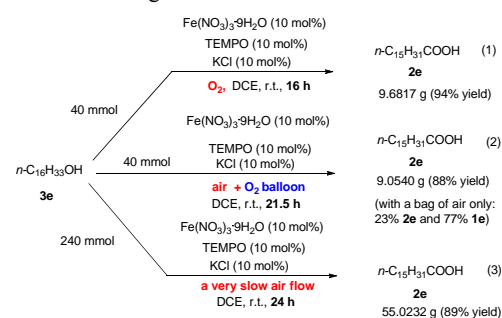 Fe(NO3)3·9H2O (10 mol%)
TEMPO (10 mol%)
KCl (10 mol%)
O2, DCE, r.t., 16 h
n-C15H31COOH (1)
2e
9.6817 g (94% yield)
40 mmol
Fe(NO3)3·9H2O (10 mol%)
TEMPO (10 mol%)
KCl (10 mol%)
n-C16H33OH
3e
40 mmol
air + O2 balloon
DCE, r.t., 21.5 h
n-C15H31COOH (2)
2e
9.0540 g (88% yield)
(with a bag of air only:
23% 2e and 77% 1e)
240 mmol
Fe(NO3)3·9H2O (10 mol%)
TEMPO (10 mol%)
KCl (10 mol%)
a very slow air flow
DCE, r.t., 24 h
n-C15H31COOH (3)
2e
55.0232 g (89% yield)